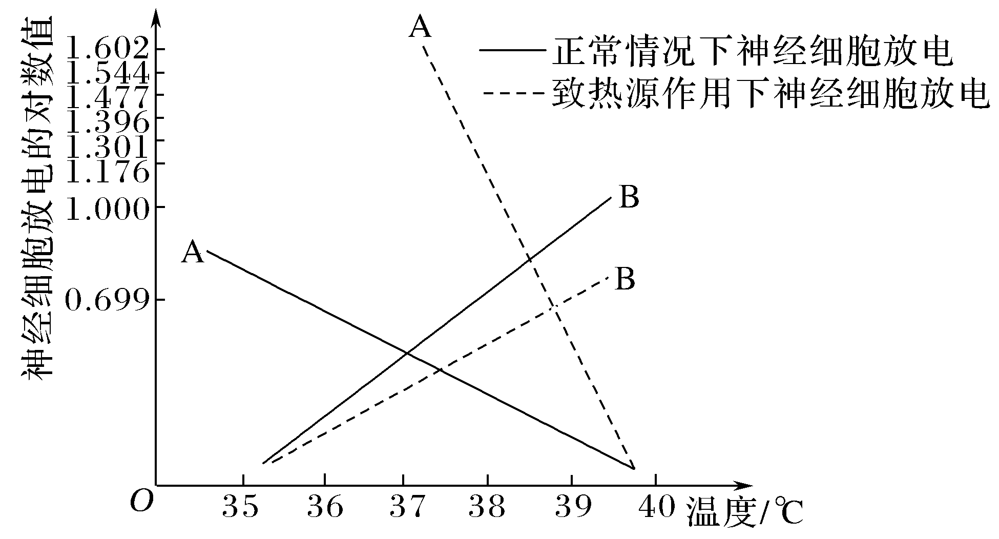 神经细胞放电的对数值
1.602
1.544
1.477
1.396
1.301
1.176
1.000
0.699
A
A
B
B
正常情况下神经细胞放电
致热源作用下神经细胞放电
O
35 36 37 38 39 40 温度/℃